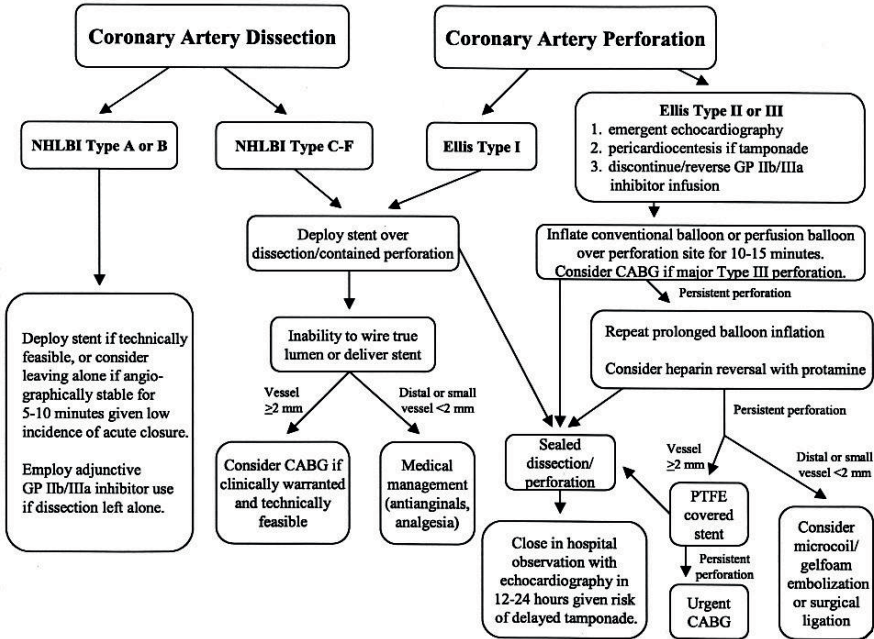 Coronary Artery Dissection
Coronary Artery Perforation
NHLBI Type A or B
NHLBI Type C-F
Ellis Type I
Ellis Type II or III
1. emergent echocardiography
2. pericardiocentesis if tamponade
3. discontinue/reverse GP IIb/IIIa
inhibitor infusion
Deploy stent over
dissection/contained perforation
Inflate conventional balloon or perfusion balloon
over perforation site for 10-15 minutes.
Consider CABG if major Type III perforation.
Persistent perforation
Deploy stent if technically
feasible, or consider
leaving alone if angio-
graphically stable for
5-10 minutes given low
incidence of acute closure.
Employ adjunctive
GP IIb/IIIa inhibitor use
if dissection left alone.
Inability to wire true
lumen or deliver stent
Repeat prolonged balloon inflation
Consider heparin reversal with protamine
Vessel
≥2 mm
Distal or small
vessel <2 mm
Persistent perforation
Consider CABG if
clinically warranted
and technically
feasible
Medical
management
(antianginals,
analgesia)
Sealed
dissection/
perforation
Vessel
≥2 mm
Distal or small
vessel <2 mm
PTFE
covered
stent
Close in hospital
observation with
echocardiography in
12-24 hours given risk
of delayed tamponade.
Persistent
perforation
Urgent
CABG
Consider
microcoil/
gelfoam
embolization
or surgical
ligation